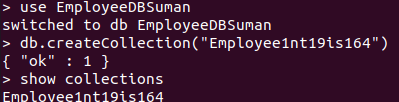 > use EmployeeDBSuman
switched to db EmployeeDBSuman
> db.createCollection("Employee1nt19is164")
{ "ok" : 1 }
> show collections
Employee1nt19is164